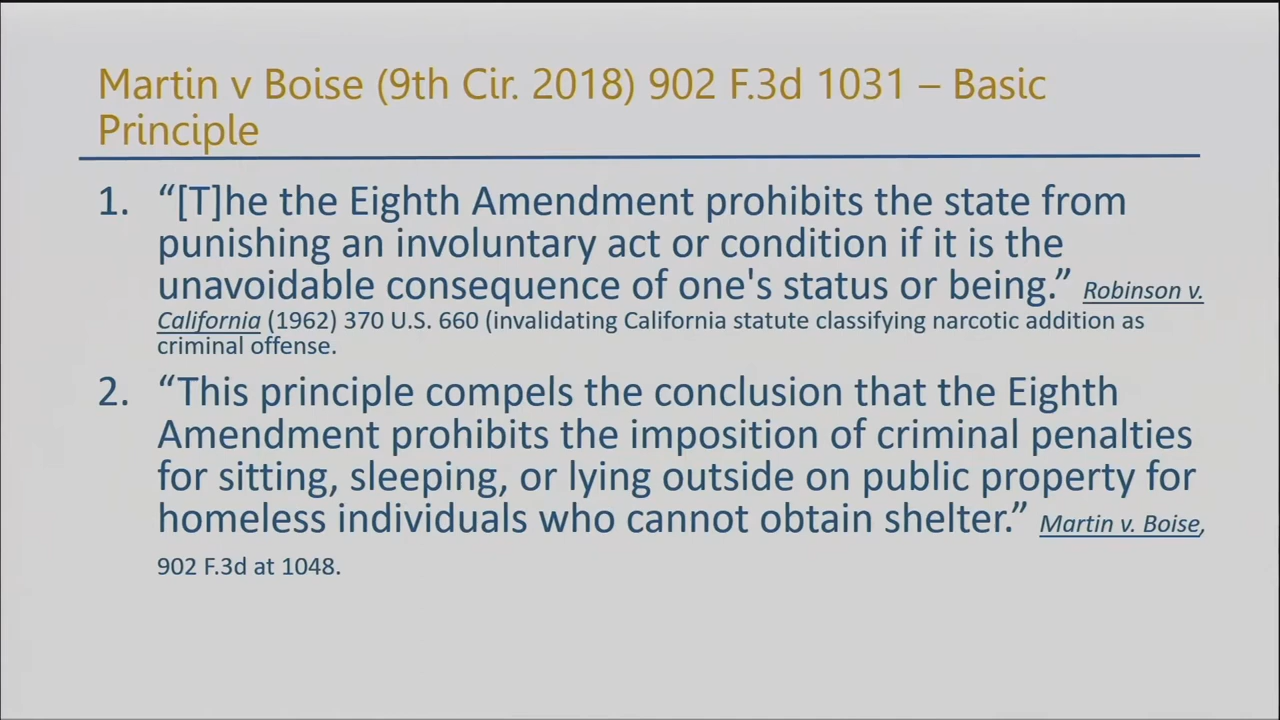 Martin v Boise (9th Cir. 2018) 902 F.3d 1031 – Basic
Principle
1. “[T]he the Eighth Amendment prohibits the state from
punishing an involuntary act or condition if it is the
unavoidable consequence of one's status or being.” Robinson v.
California (1962) 370 U.S. 660 (invalidating California statute classifying narcotic addition as
criminal offense.
2. “This principle compels the conclusion that the Eighth
Amendment prohibits the imposition of criminal penalties
for sitting, sleeping, or lying outside on public property for
homeless individuals who cannot obtain shelter.” Martin v. Boise,
902 F.3d at 1048.